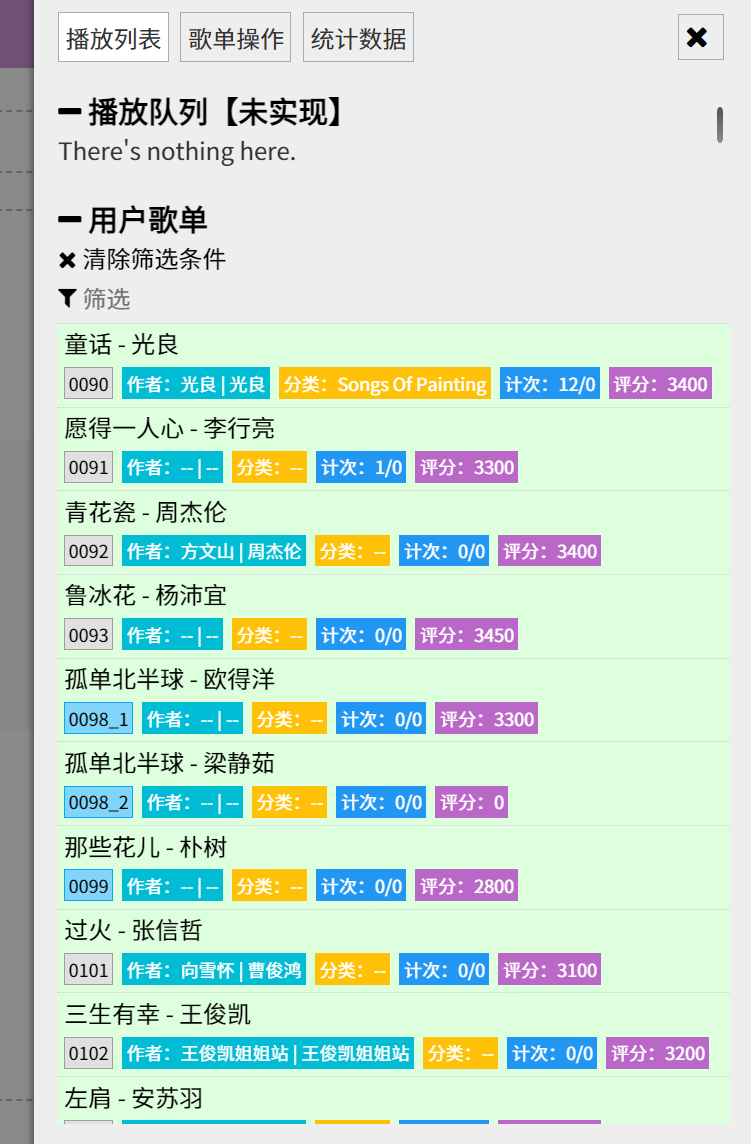 播放列表 歌单操作 统计数据
播放队列【未实现】
There's nothing here.
用户歌单
清除筛选条件
筛选
童话 - 光良
0090 作者：光良 | 光良 分类：Songs Of Painting 计次：12/0 评分：3400
愿得一人心 - 李行亮
0091 作者：-- | -- 分类：-- 计次：1/0 评分：3300
青花瓷 - 周杰伦
0092 作者：方文山 | 周杰伦 分类：-- 计次：0/0 评分：3400
鲁冰花 - 杨沛宜
0093 作者：-- | -- 分类：-- 计次：0/0 评分：3450
孤单北半球 - 欧得洋
0098_1 作者：-- | -- 分类：-- 计次：0/0 评分：3300
孤单北半球 - 梁静茹
0098_2 作者：-- | -- 分类：-- 计次：0/0 评分：0
那些花儿 - 朴树
0099 作者：-- | -- 分类：-- 计次：0/0 评分：2800
过火 - 张信哲
0101 作者：向雪怀 | 曹俊鸿 分类：-- 计次：0/0 评分：3100
三生有幸 - 王俊凯
0102 作者：王俊凯姐姐站 | 王俊凯姐姐站 分类：-- 计次：0/0 评分：3200
左肩 - 安苏羽